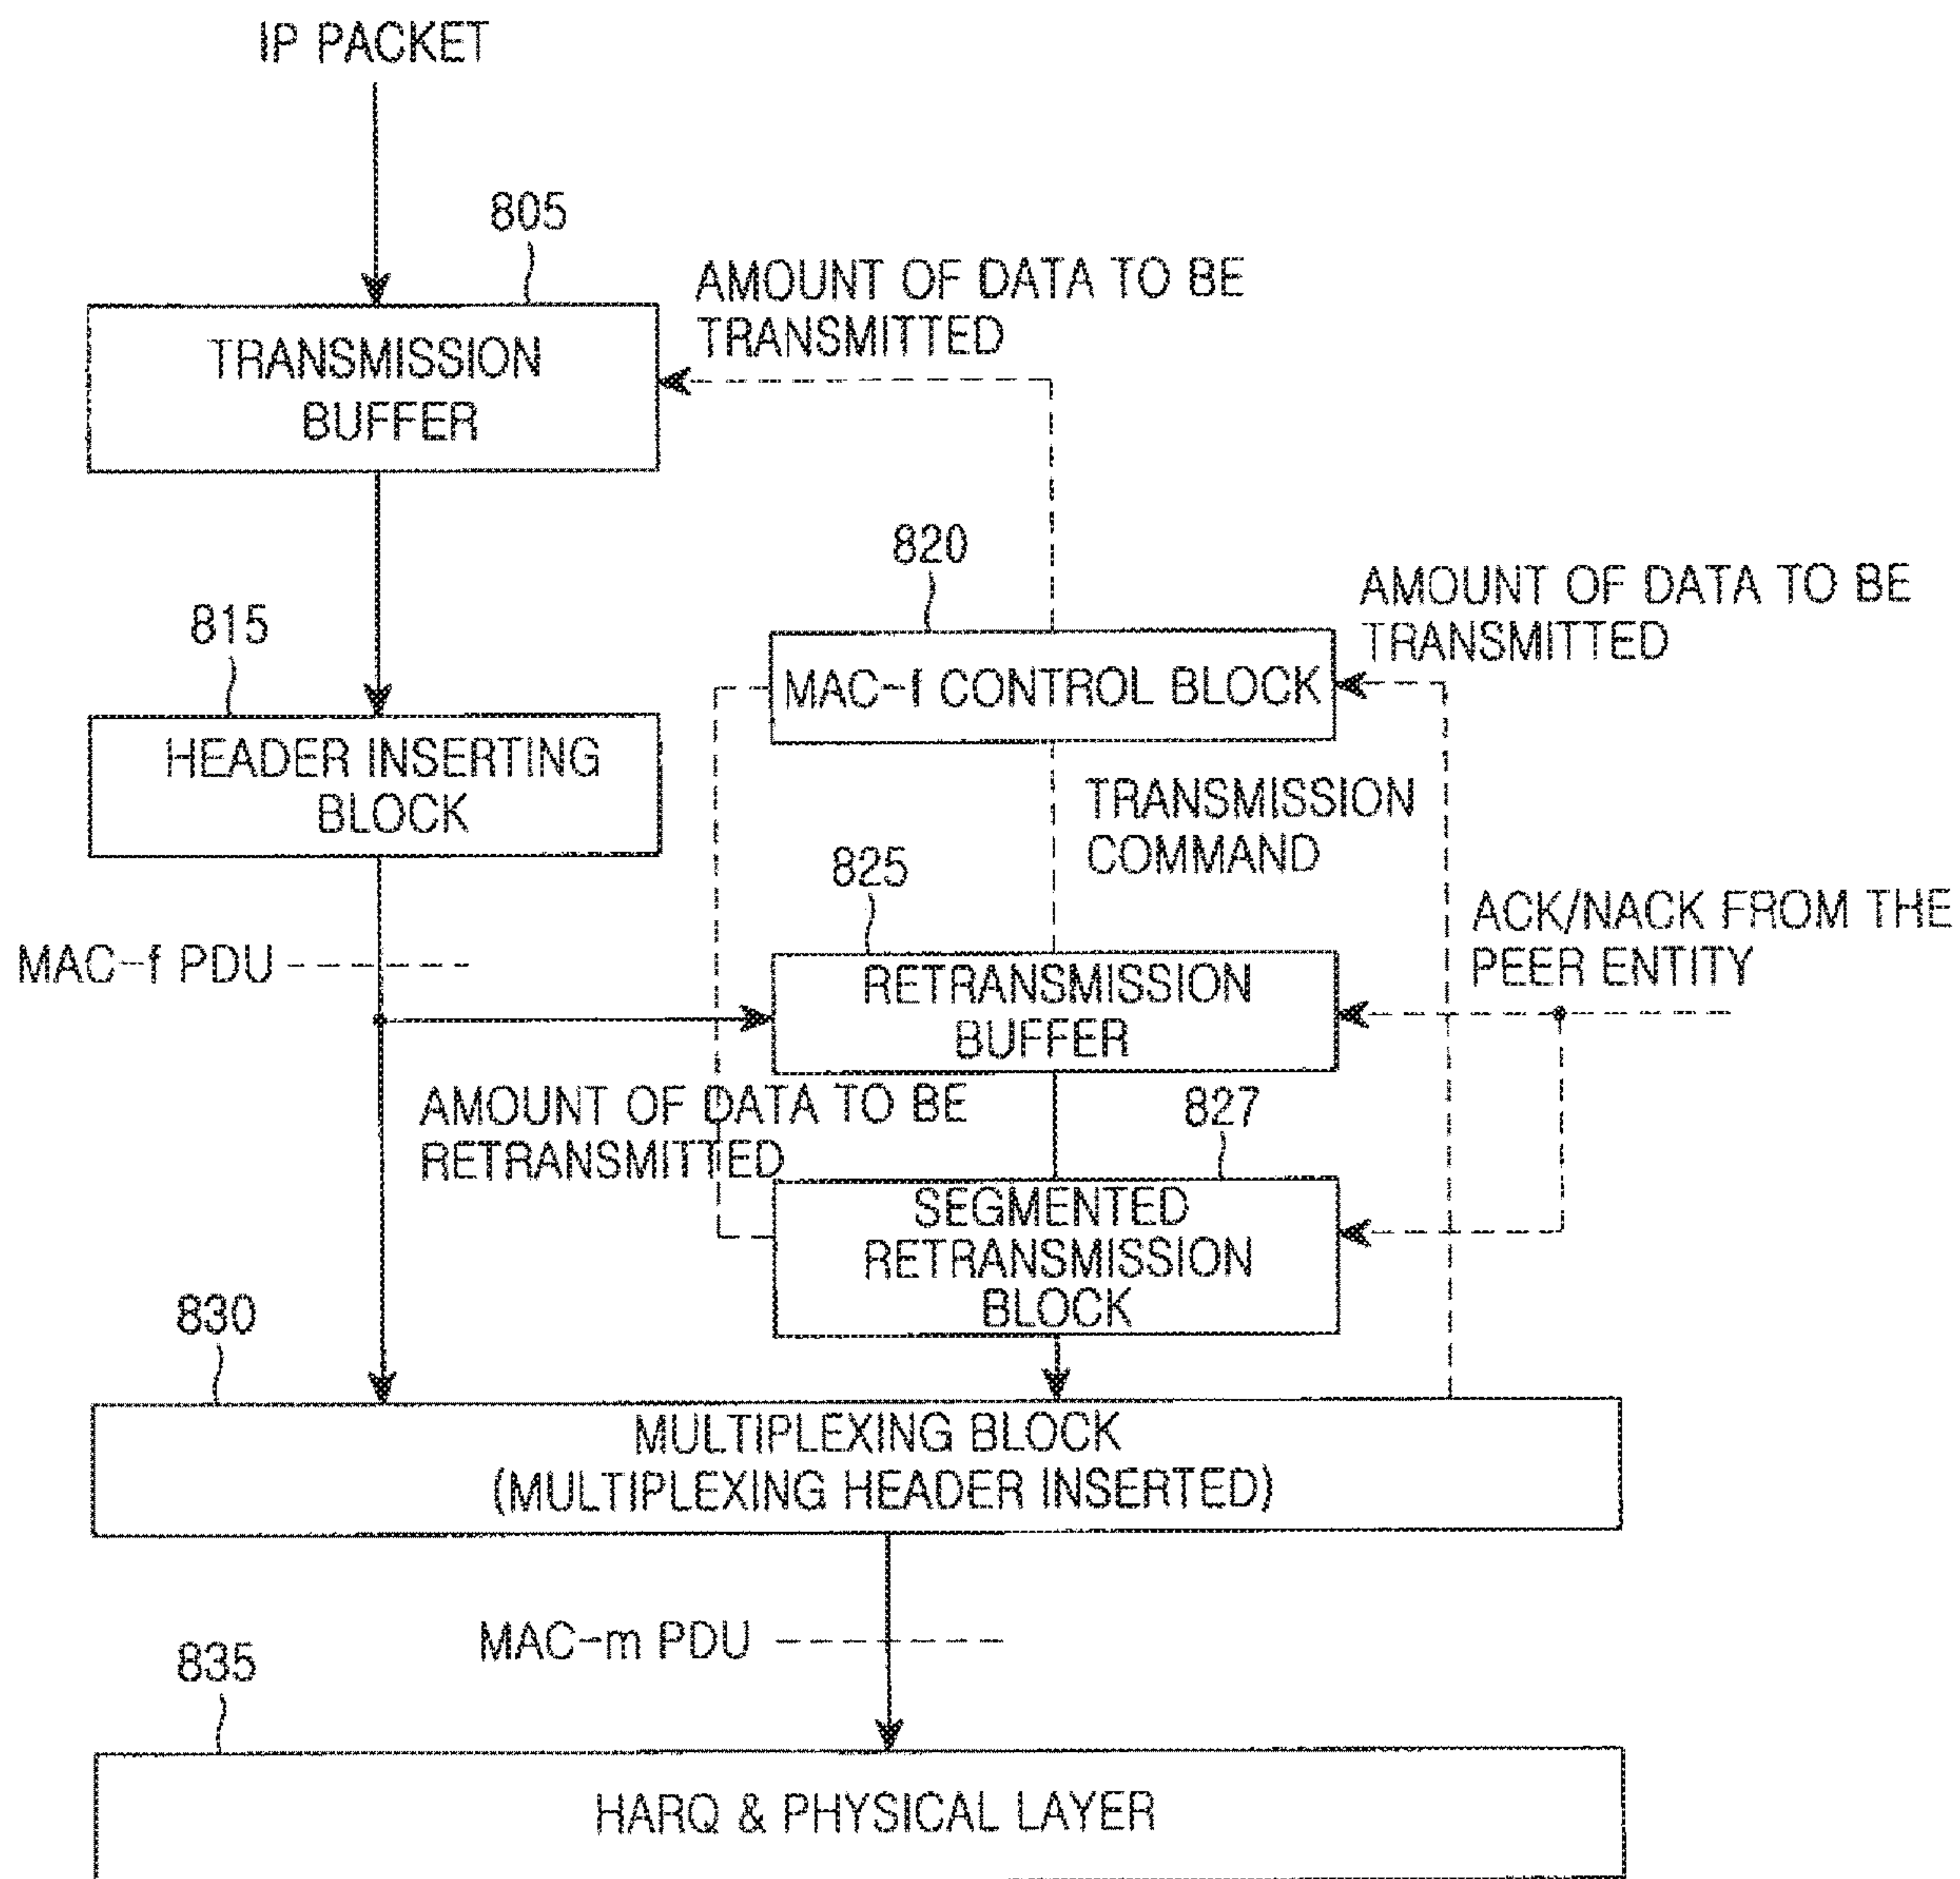 IP PACKET
805
AMOUNT OF DATA TO BE
TRANSMITTED
TRANSMISSION
BUFFER
820
AMOUNT OF DATA TO BE
TRANSMITTED
815
MAC-f CONTROL BLOCK
HEADER INSERTING
BLOCK
TRANSMISSION
COMMAND
825
ACK/NACK FROM THE
PEER ENTITY
MAC-f PDU
RETRANSMISSION
BUFFER
AMOUNT OF DATA TO BE
RETRANSMITTED
827
SEGMENTED
RETRANSMISSION
BLOCK
830
MULTIPLEXING BLOCK
(MULTIPLEXING HEADER INSERTED)
MAC-m PDU
835
HARQ & PHYSICAL LAYER